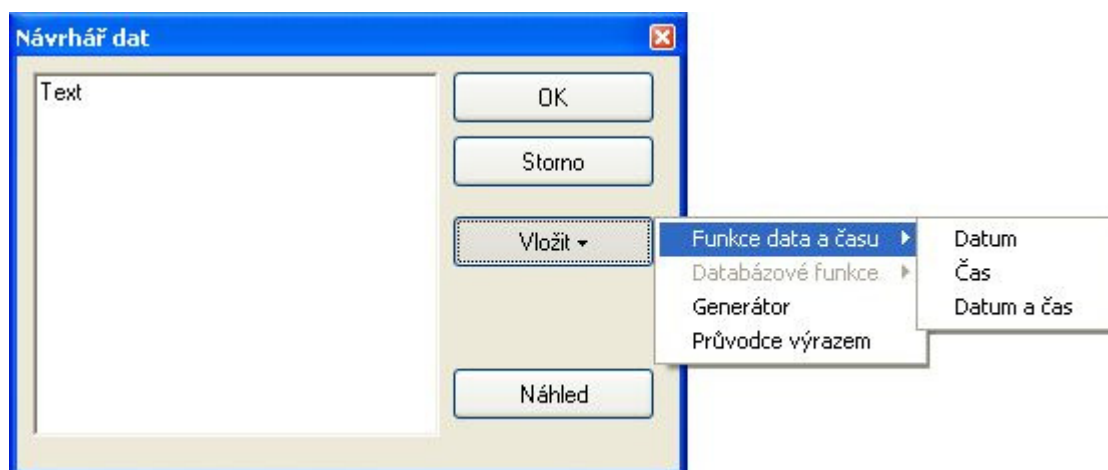 Návrhář dat
Text
OK
Storno
Vložit
Funkce data a času
Databázové funkce
Generátor
Průvodce výrazem
Datum
Čas
Datum a čas
Náhled